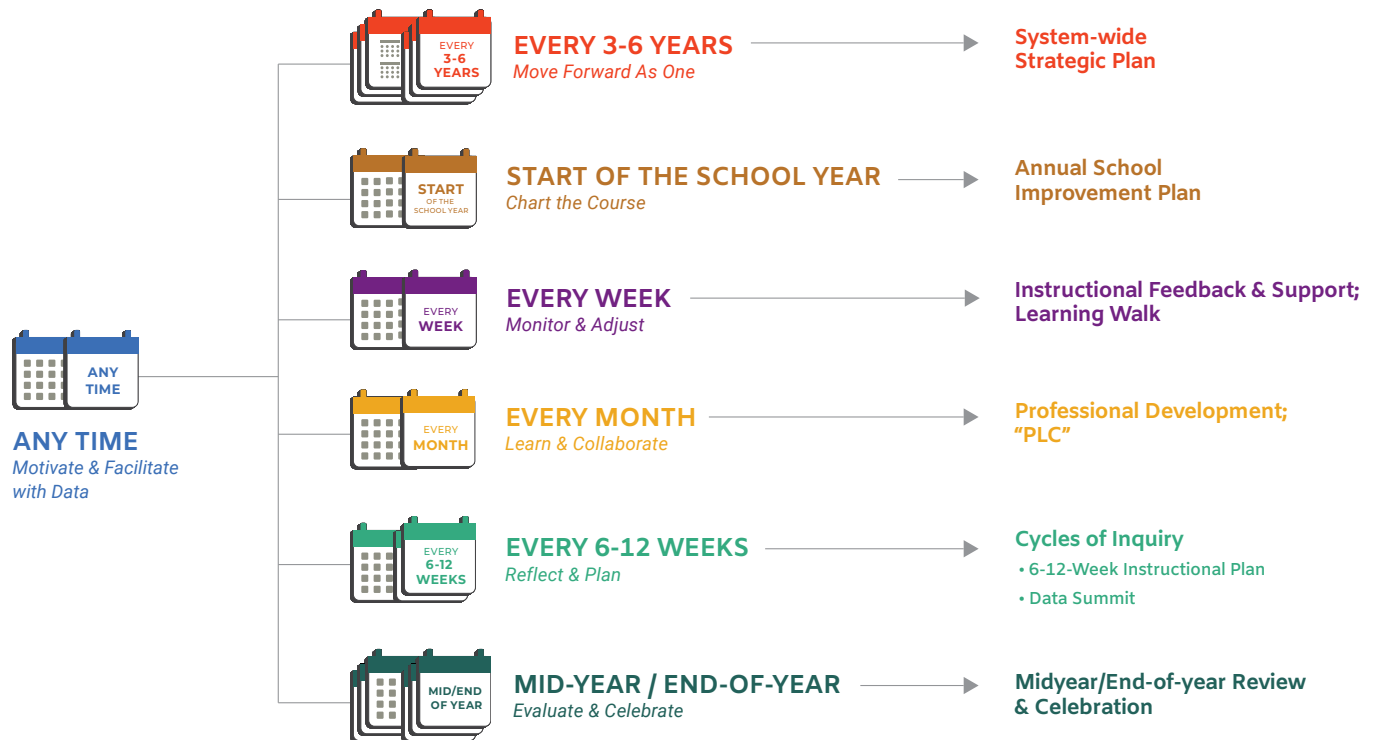 EVERY
3-6
YEARS
EVERY 3-6 YEARS
Move Forward As One
System-wide
Strategic Plan
START
OF THE
SCHOOL YEAR
START OF THE SCHOOL YEAR
Chart the Course
Annual School
Improvement Plan
EVERY
WEEK
EVERY WEEK
Monitor & Adjust
Instructional Feedback & Support;
Learning Walk
ANY
TIME
ANY TIME
Motivate & Facilitate
with Data
EVERY
MONTH
EVERY MONTH
Learn & Collaborate
Professional Development;
“PLC”
EVERY
6-12
WEEKS
EVERY 6-12 WEEKS
Reflect & Plan
Cycles of Inquiry
• 6-12-Week Instructional Plan
• Data Summit
MID/END
OF YEAR
MID-YEAR / END-OF-YEAR
Evaluate & Celebrate
Midyear/End-of-year Review
& Celebration